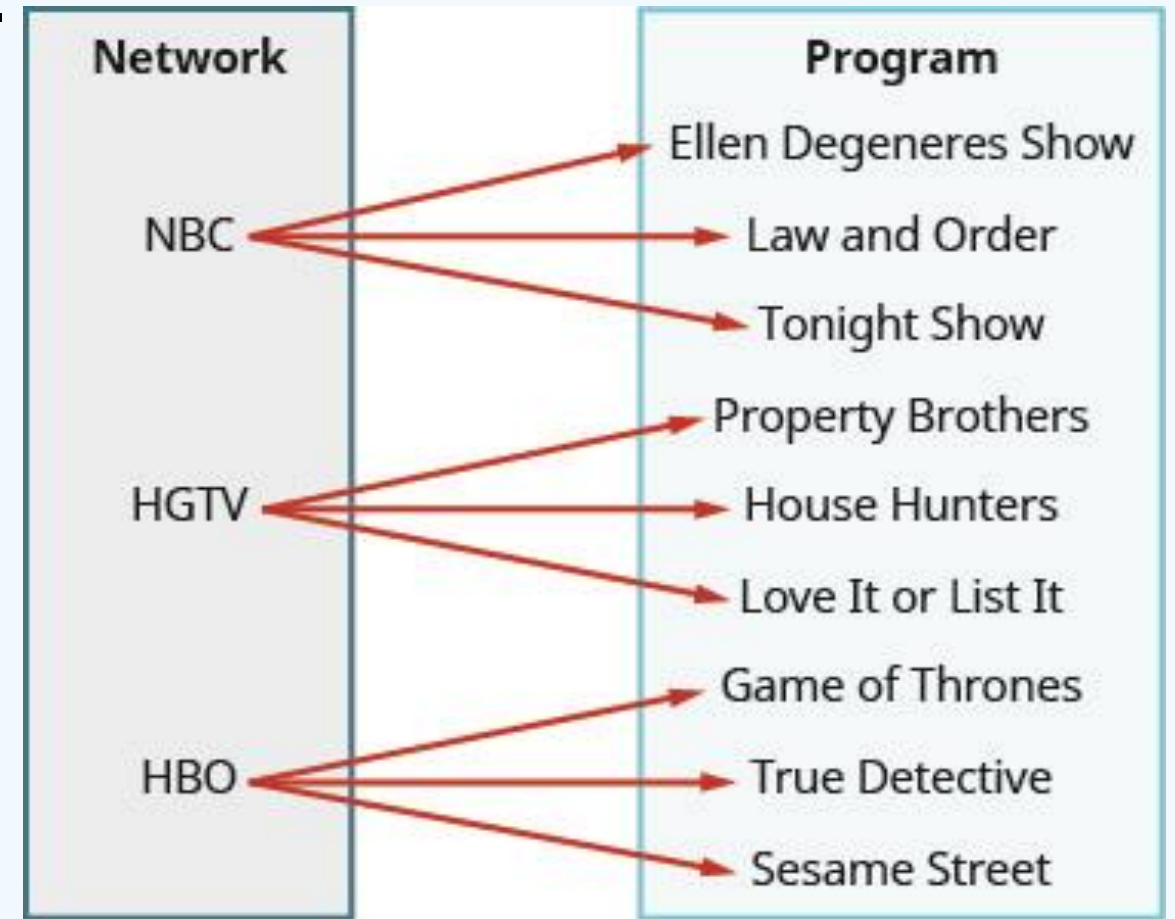 Network
NBC
HGTV
HBO
Program
Ellen Degeneres Show
Law and Order
Tonight Show
Property Brothers
House Hunters
Love It or List It
Game of Thrones
True Detective
Sesame Street